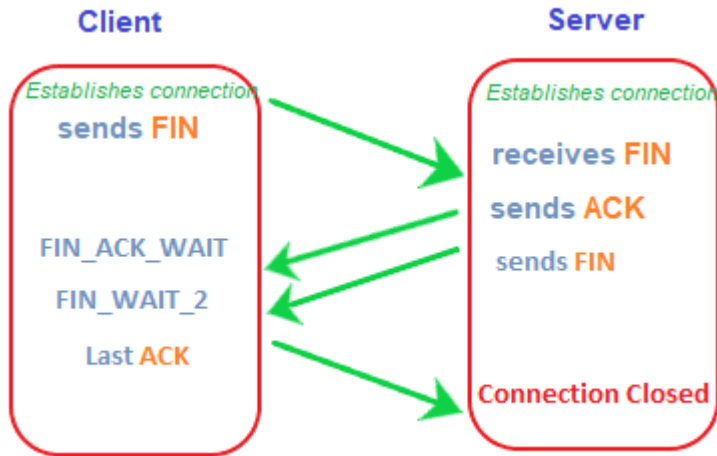 Client
Establishes connection
sends FIN
FIN_ACK_WAIT
FIN_WAIT_2
Last ACK
Server
Establishes connection
receives FIN
sends ACK
sends FIN
Connection Closed